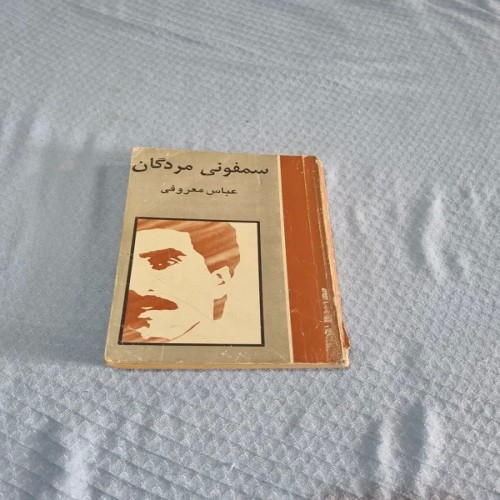 سمفونی مردگان
عباس معروفی